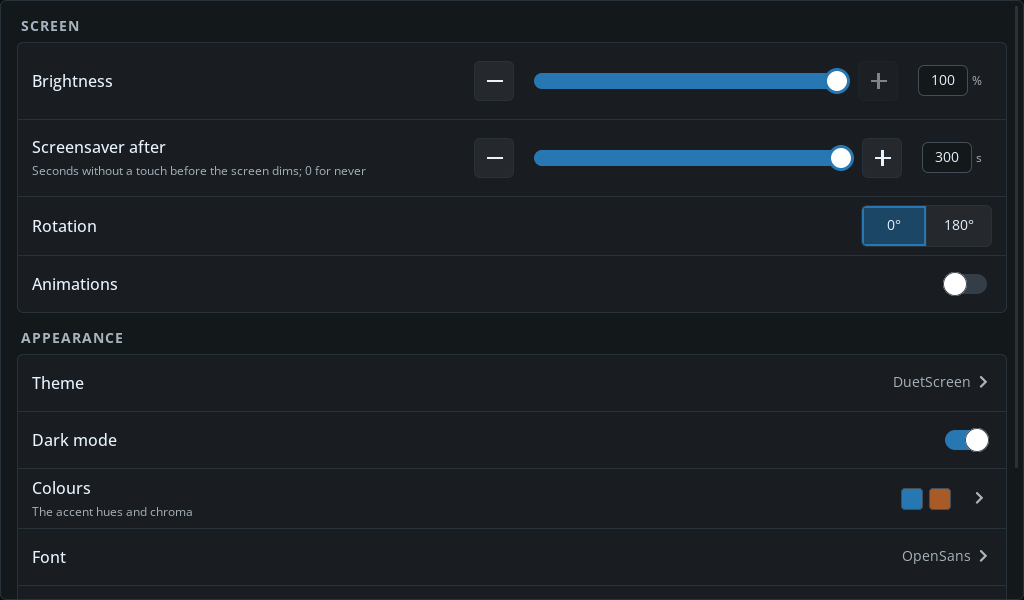 SCREEN
Brightness
100 %
Screensaver after
Seconds without a touch before the screen dims; 0 for never
300 s
Rotation
0° 180°
Animations
APPEARANCE
Theme
DuetScreen
Dark mode
Colours
The accent hues and chroma
Font
OpenSans